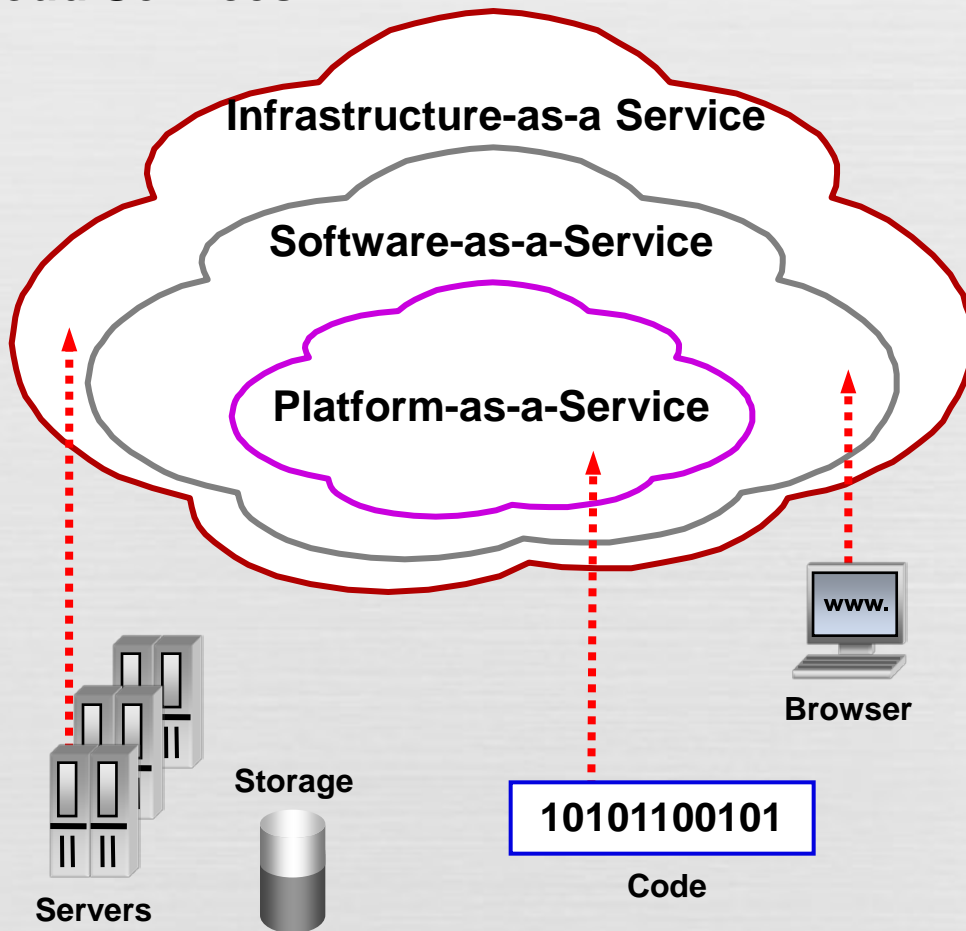 Infrastructure-as-a Service
Software-as-a-Service
Platform-as-a-Service
www.
Browser
Storage
10101100101
Code
Servers